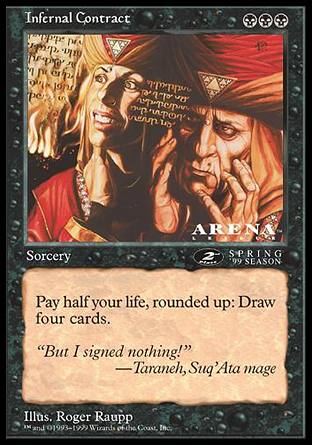 Infernal Contract
ARENA
LEAGUE
Sorcery
2
SPRING
'99 SEASON
Pay half your life, rounded up: Draw
four cards.
"But I signed nothing!"
—Taraneh, Suq'Ata mage
Illus. Roger Raupp
™ and ©1993–1999 Wizards of the Coast, Inc.